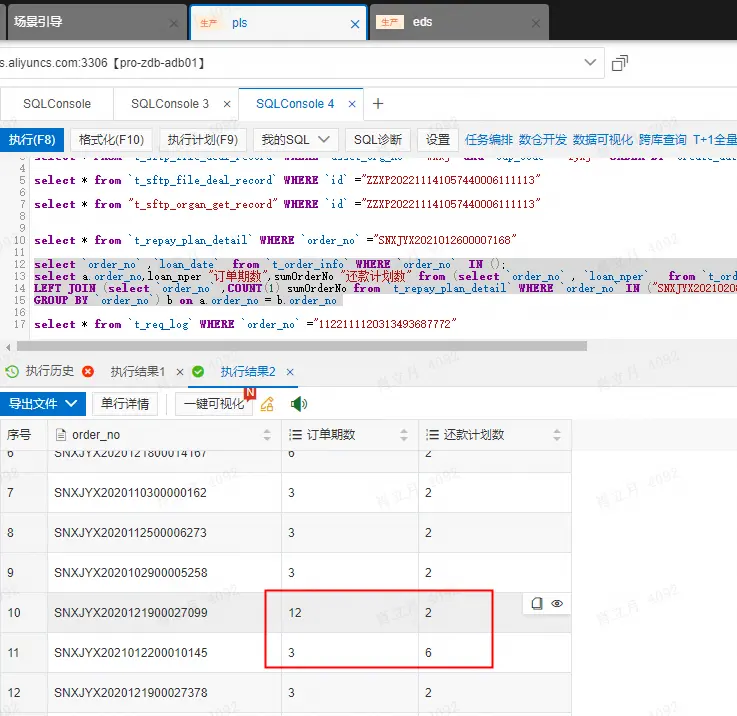 场景引导
生产 pls
生产 eds
s.aliyuncs.com:3306【pro-zdb-adb01】
SQLConsole
SQLConsole 3
SQLConsole 4
执行(F8) 格式化(F10) 执行计划(F9) 我的SQL SQL诊断 设置 任务编排 数仓开发 数据可视化 跨库查询 T+1全量
4
5 select * from `t_sftp_file_deal_record` WHERE `id` ="ZZXP202211141057440006111113"
6
7 select * from "t_sftp_organ_get_record" WHERE `id` ="ZZXP202211141057440006111113"
8
9
10 select * from `t_repay_plan_detail` WHERE `order_no` ="SNXJYX2021012600007168"
11
12 select `order_no` ,`loan_date` from `t_order_info` WHERE `order_no` IN ();
13 select a.order_no,loan_nper "订单期数",sumOrderNo "还款计划数" from (select `order_no` , `loan_nper` from `t_ord
14 LEFT JOIN (select `order_no` ,COUNT(1) sumOrderNo from `t_repay_plan_detail` WHERE `order_no` IN ("SNXJYX2021020
15 GROUP BY `order_no`) b on a.order_no = b.order_no
16
17 select * from `t_req_log` WHERE `order_no` ="1122111120313493687772"
执行历史 执行结果1 执行结果2
导出文件 单行详情 一键可视化 N
序号 order_no 订单期数 还款计划数
6 SNXJYX2020121800014167 6 2
7 SNXJYX2020110300000162 3 2
8 SNXJYX2020112500006273 3 2
9 SNXJYX2020102900005258 3 2
10 SNXJYX2020121900027099 12 2
11 SNXJYX2021012200010145 3 6
12 SNXJYX2020121900027378 3 2